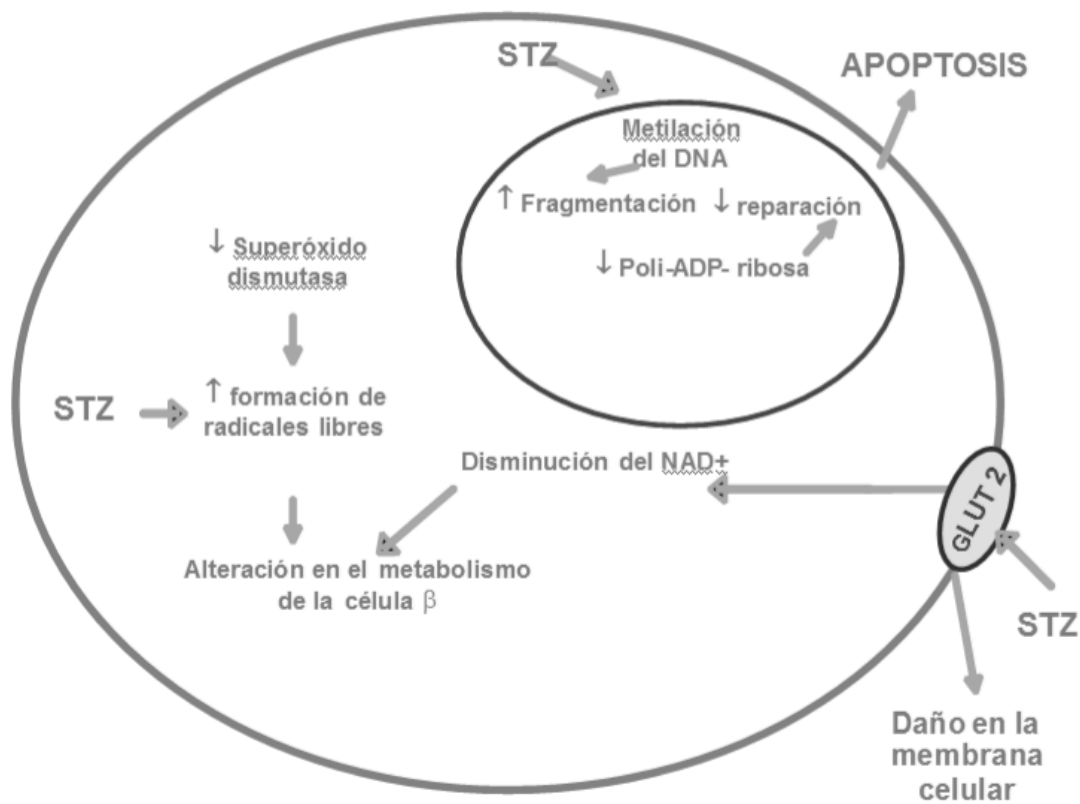 STZ
APOPTOSIS
Metilación
del DNA
↑ Fragmentación ↓ reparación
↓ Poli-ADP- ribosa
↓ Superóxido
dismutasa
STZ
↑ formación de
radicales libres
Disminución del NAD+
GLUT 2
Alteración en el metabolismo
de la célula β
STZ
Daño en la
membrana
celular